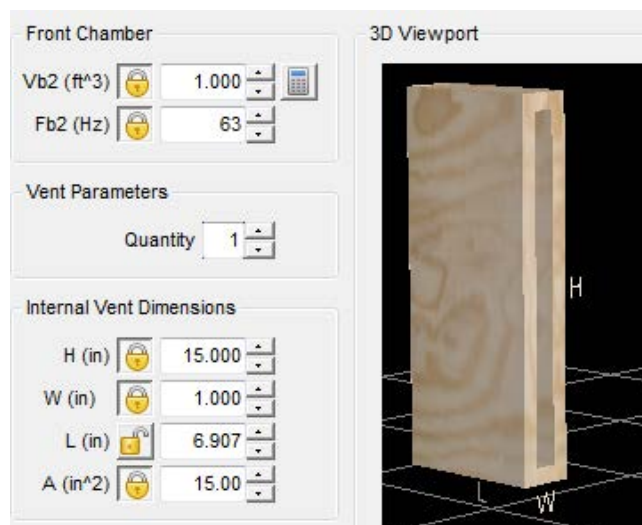 Front Chamber
Vb2 (ft^3) 1.000
Fb2 (Hz) 63
Vent Parameters
Quantity 1
Internal Vent Dimensions
H (in) 15.000
W (in) 1.000
L (in) 6.907
A (in^2) 15.00
3D Viewport
H
L
W